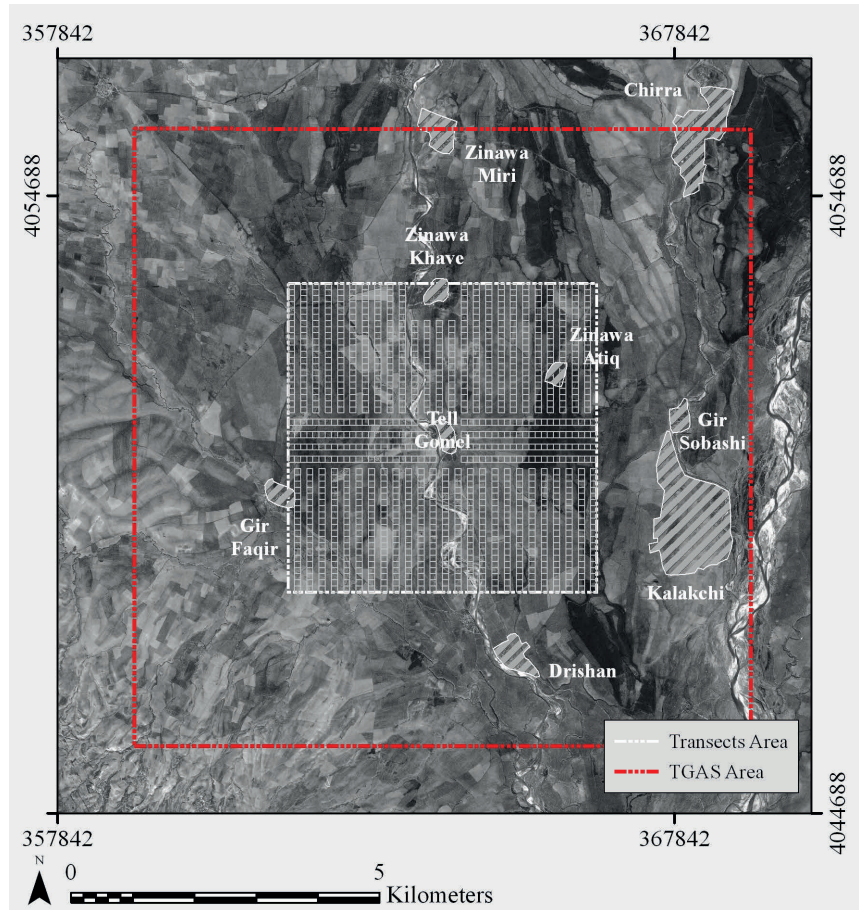 357842
367842
Chirra
Zinawa
Miri
4054688
4054688
Zinawa
Khave
Zinawa
Atiq
Tell
Gomel
Gir
Sobashi
Gir
Faqir
Kalakchi
Drishan
Transects Area
TGAS Area
4044688
357842
367842
N
0
5
Kilometers